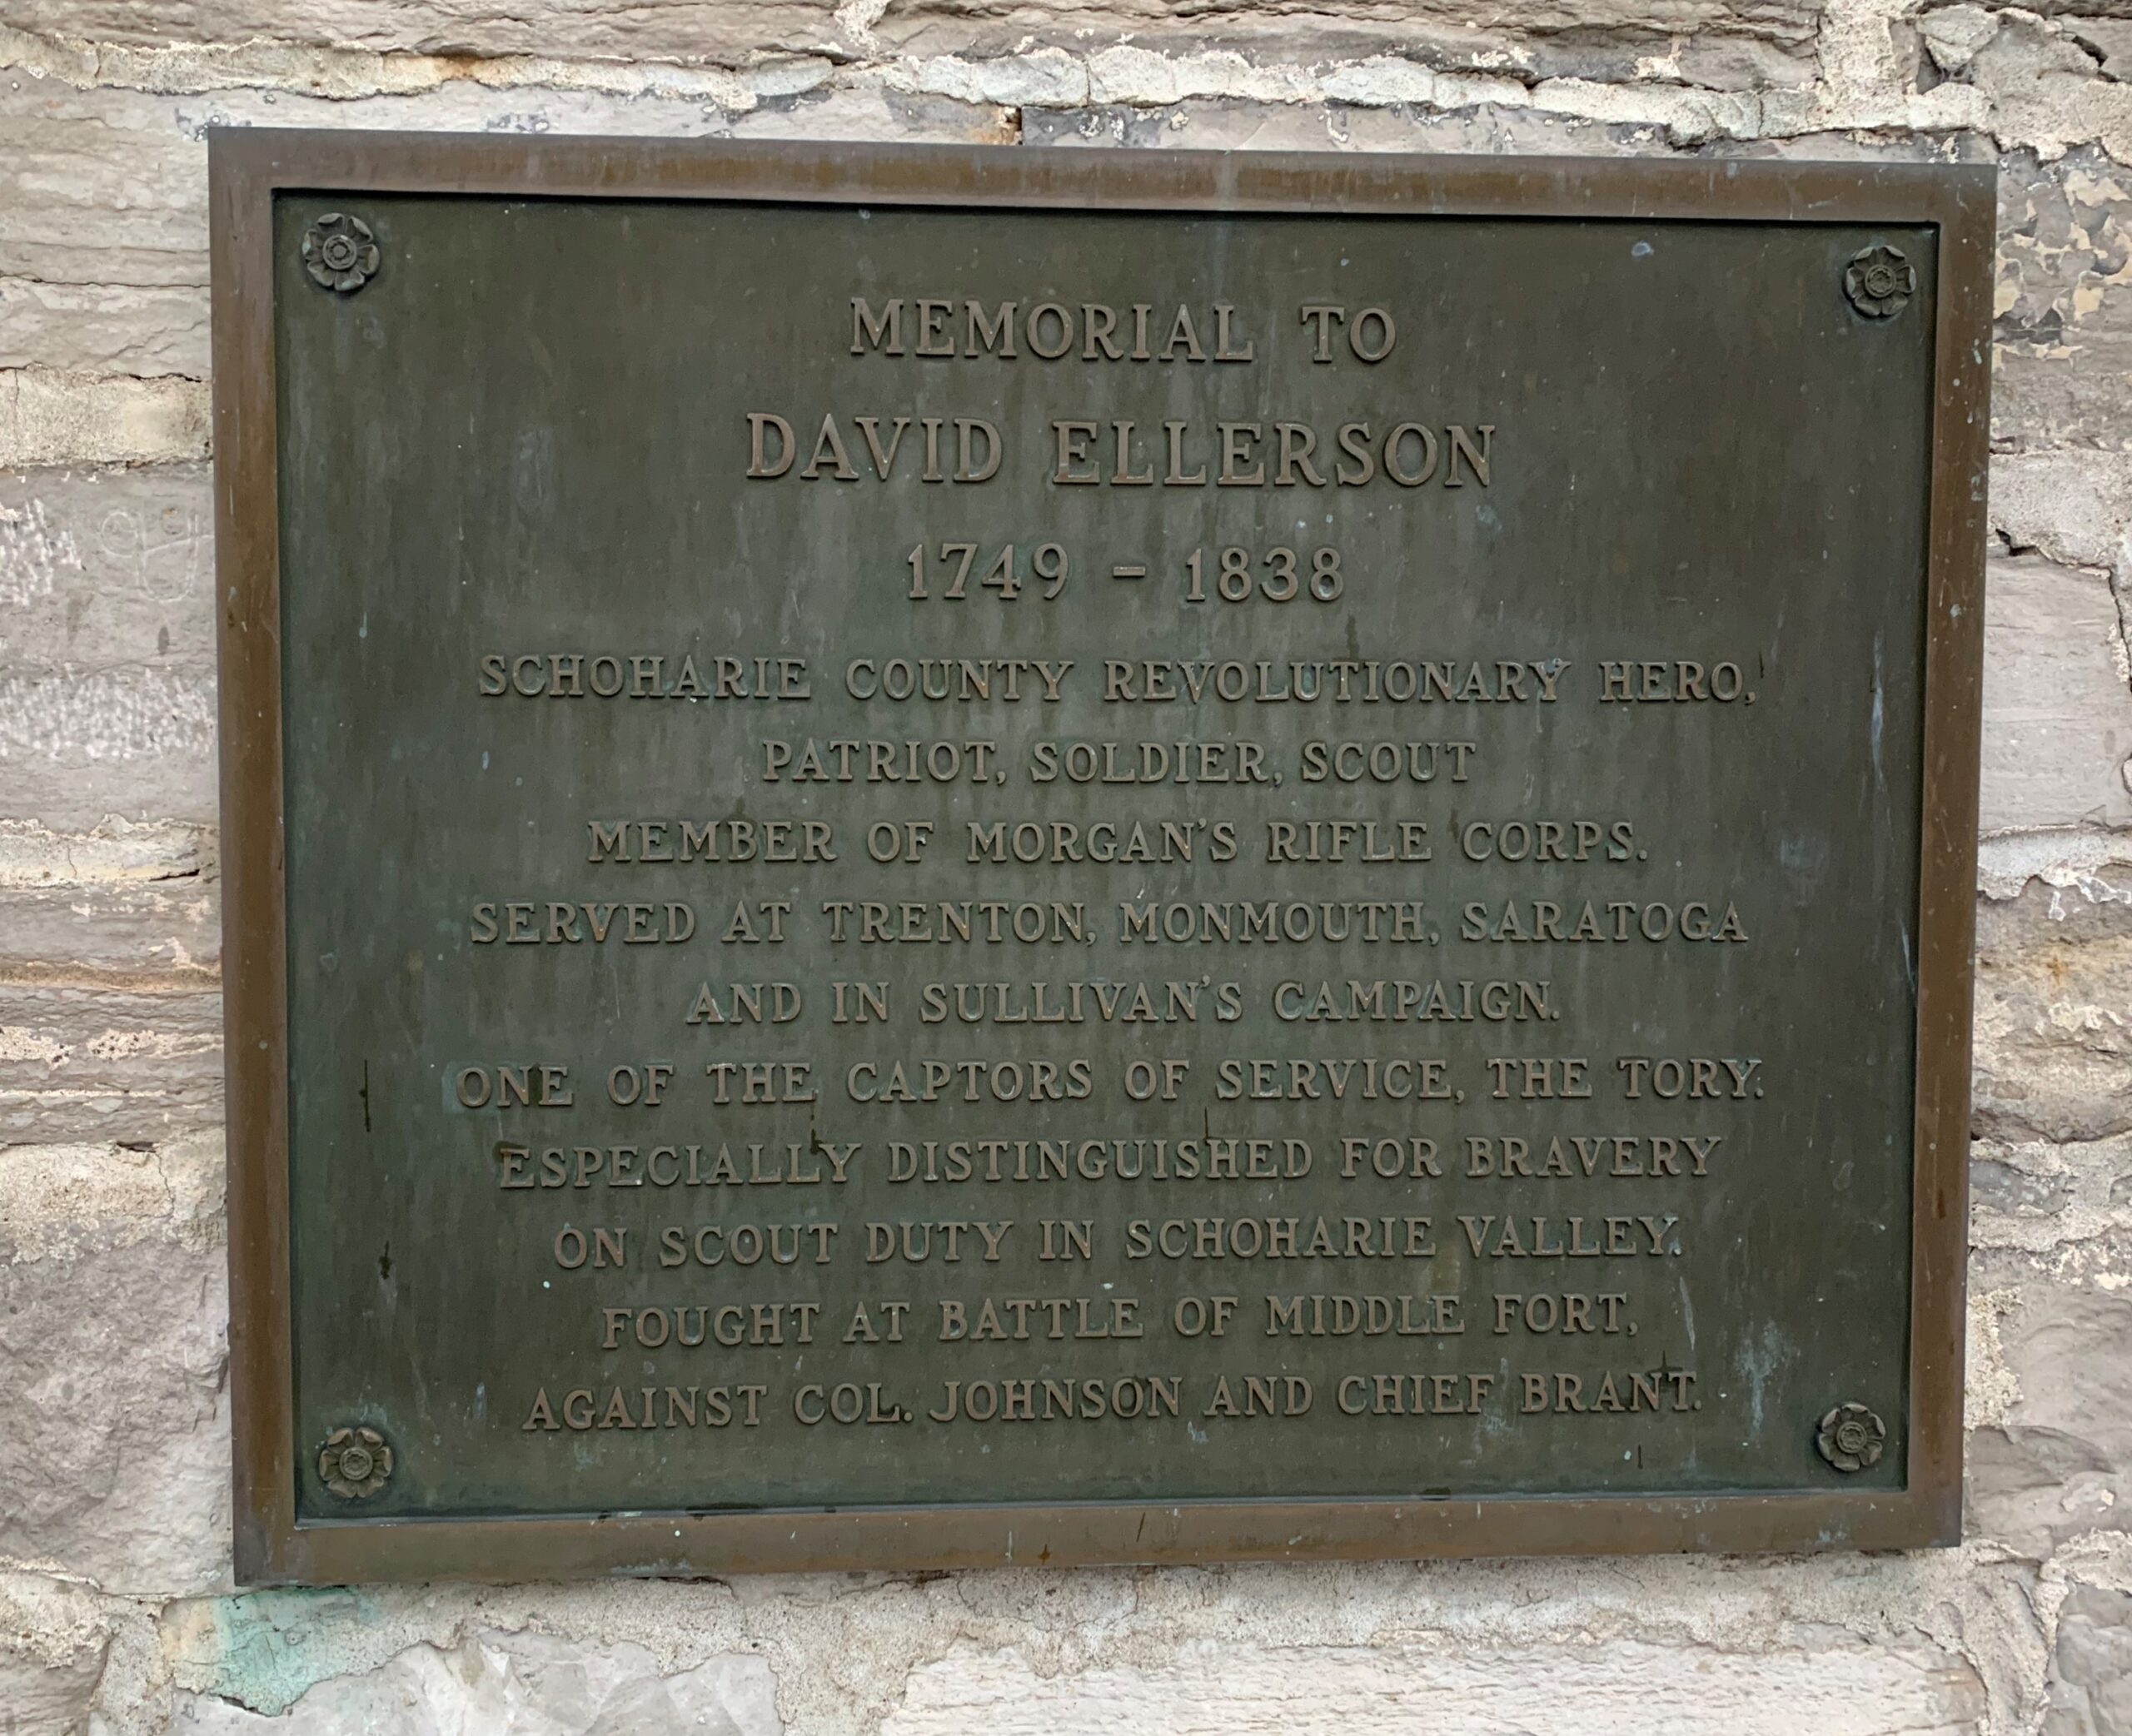 MEMORIAL TO
DAVID ELLERSON
1749 - 1838
SCHOHARIE COUNTY REVOLUTIONARY HERO,
PATRIOT, SOLDIER, SCOUT
MEMBER OF MORGAN'S RIFLE CORPS.
SERVED AT TRENTON, MONMOUTH, SARATOGA
AND IN SULLIVAN'S CAMPAIGN.
ONE OF THE CAPTORS OF SERVICE, THE TORY.
ESPECIALLY DISTINGUISHED FOR BRAVERY
ON SCOUT DUTY IN SCHOHARIE VALLEY.
FOUGHT AT BATTLE OF MIDDLE FORT,
AGAINST COL. JOHNSON AND CHIEF BRANT.